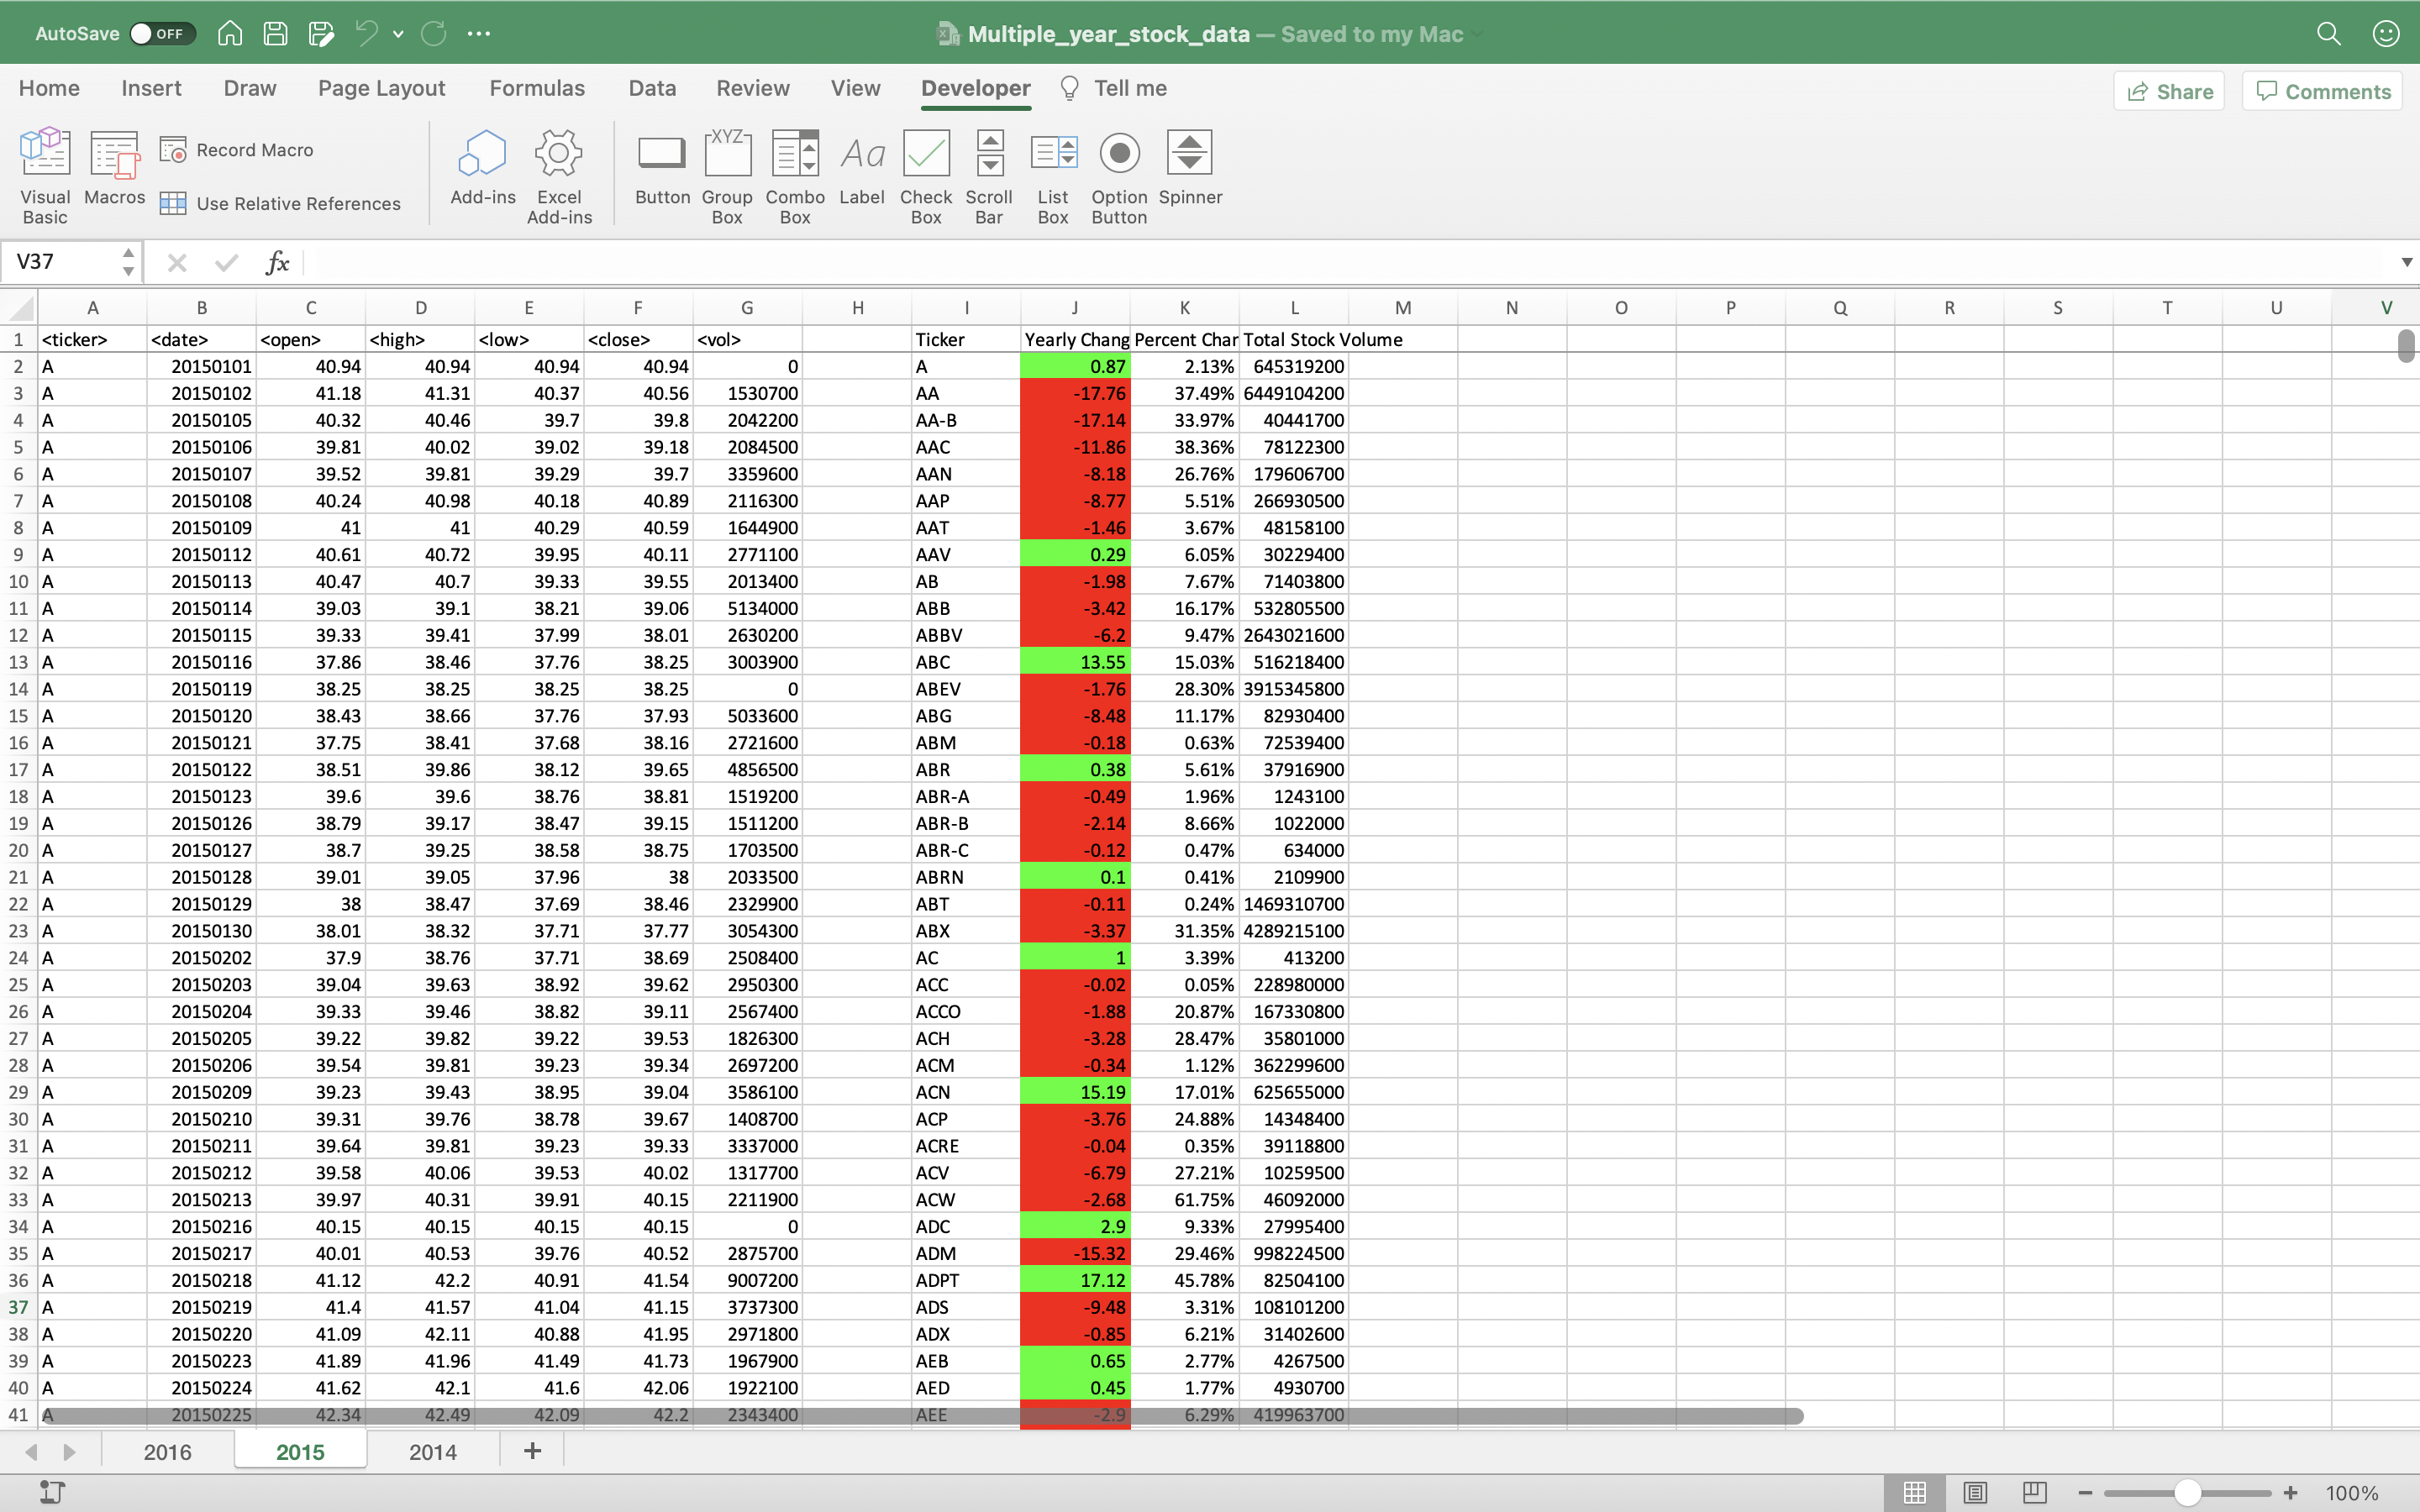 AutoSave OFF Multiple_year_stock_data — Saved to my Mac
Home Insert Draw Page Layout Formulas Data Review View Developer Tell me Share Comments
Visual Basic Macros Record Macro Use Relative References Add-ins Excel Add-ins Button XYZ Group Box Combo Box Aa Label Check Box Scroll Bar List Box Option Button Spinner
V37 fx
A B C D E F G H I J K L M N O P Q R S T U V
1 <ticker> <date> <open> <high> <low> <close> <vol> Ticker Yearly Chang Percent Char Total Stock Volume
2 A 20150101 40.94 40.94 40.94 40.94 0 A 0.87 2.13% 645319200
3 A 20150102 41.18 41.31 40.37 40.56 1530700 AA -17.76 37.49% 6449104200
4 A 20150105 40.32 40.46 39.7 39.8 2042200 AA-B -17.14 33.97% 40441700
5 A 20150106 39.81 40.02 39.02 39.18 2084500 AAC -11.86 38.36% 78122300
6 A 20150107 39.52 39.81 39.29 39.7 3359600 AAN -8.18 26.76% 179606700
7 A 20150108 40.24 40.98 40.18 40.89 2116300 AAP -8.77 5.51% 266930500
8 A 20150109 41 41 40.29 40.59 1644900 AAT -1.46 3.67% 48158100
9 A 20150112 40.61 40.72 39.95 40.11 2771100 AAV 0.29 6.05% 30229400
10 A 20150113 40.47 40.7 39.33 39.55 2013400 AB -1.98 7.67% 71403800
11 A 20150114 39.03 39.1 38.21 39.06 5134000 ABB -3.42 16.17% 532805500
12 A 20150115 39.33 39.41 37.99 38.01 2630200 ABBV -6.2 9.47% 2643021600
13 A 20150116 37.86 38.46 37.76 38.25 3003900 ABC 13.55 15.03% 516218400
14 A 20150119 38.25 38.25 38.25 38.25 0 ABEV -1.76 28.30% 3915345800
15 A 20150120 38.43 38.66 37.76 37.93 5033600 ABG -8.48 11.17% 82930400
16 A 20150121 37.75 38.41 37.68 38.16 2721600 ABM -0.18 0.63% 72539400
17 A 20150122 38.51 39.86 38.12 39.65 4856500 ABR 0.38 5.61% 37916900
18 A 20150123 39.6 39.6 38.76 38.81 1519200 ABR-A -0.49 1.96% 1243100
19 A 20150126 38.79 39.17 38.47 39.15 1511200 ABR-B -2.14 8.66% 1022000
20 A 20150127 38.7 39.25 38.58 38.75 1703500 ABR-C -0.12 0.47% 634000
21 A 20150128 39.01 39.05 37.96 38 2033500 ABRN 0.1 0.41% 2109900
22 A 20150129 38 38.47 37.69 38.46 2329900 ABT -0.11 0.24% 1469310700
23 A 20150130 38.01 38.32 37.71 37.77 3054300 ABX -3.37 31.35% 4289215100
24 A 20150202 37.9 38.76 37.71 38.69 2508400 AC 1 3.39% 413200
25 A 20150203 39.04 39.63 38.92 39.62 2950300 ACC -0.02 0.05% 228980000
26 A 20150204 39.33 39.46 38.82 39.11 2567400 ACCO -1.88 20.87% 167330800
27 A 20150205 39.22 39.82 39.22 39.53 1826300 ACH -3.28 28.47% 35801000
28 A 20150206 39.54 39.81 39.23 39.34 2697200 ACM -0.34 1.12% 362299600
29 A 20150209 39.23 39.43 38.95 39.04 3586100 ACN 15.19 17.01% 625655000
30 A 20150210 39.31 39.76 38.78 39.67 1408700 ACP -3.76 24.88% 14348400
31 A 20150211 39.64 39.81 39.23 39.33 3337000 ACRE -0.04 0.35% 39118800
32 A 20150212 39.58 40.06 39.53 40.02 1317700 ACV -6.79 27.21% 10259500
33 A 20150213 39.97 40.31 39.91 40.15 2211900 ACW -2.68 61.75% 46092000
34 A 20150216 40.15 40.15 40.15 40.15 0 ADC 2.9 9.33% 27995400
35 A 20150217 40.01 40.53 39.76 40.52 2875700 ADM -15.32 29.46% 998224500
36 A 20150218 41.12 42.2 40.91 41.54 9007200 ADPT 17.12 45.78% 82504100
37 A 20150219 41.4 41.57 41.04 41.15 3737300 ADS -9.48 3.31% 108101200
38 A 20150220 41.09 42.11 40.88 41.95 2971800 ADX -0.85 6.21% 31402600
39 A 20150223 41.89 41.96 41.49 41.73 1967900 AEB 0.65 2.77% 4267500
40 A 20150224 41.62 42.1 41.6 42.06 1922100 AED 0.45 1.77% 4930700
41 A 20150225 42.34 42.49 42.09 42.2 2343400 AEE -2.9 6.29% 419963700
2016 2015 2014 +
100%